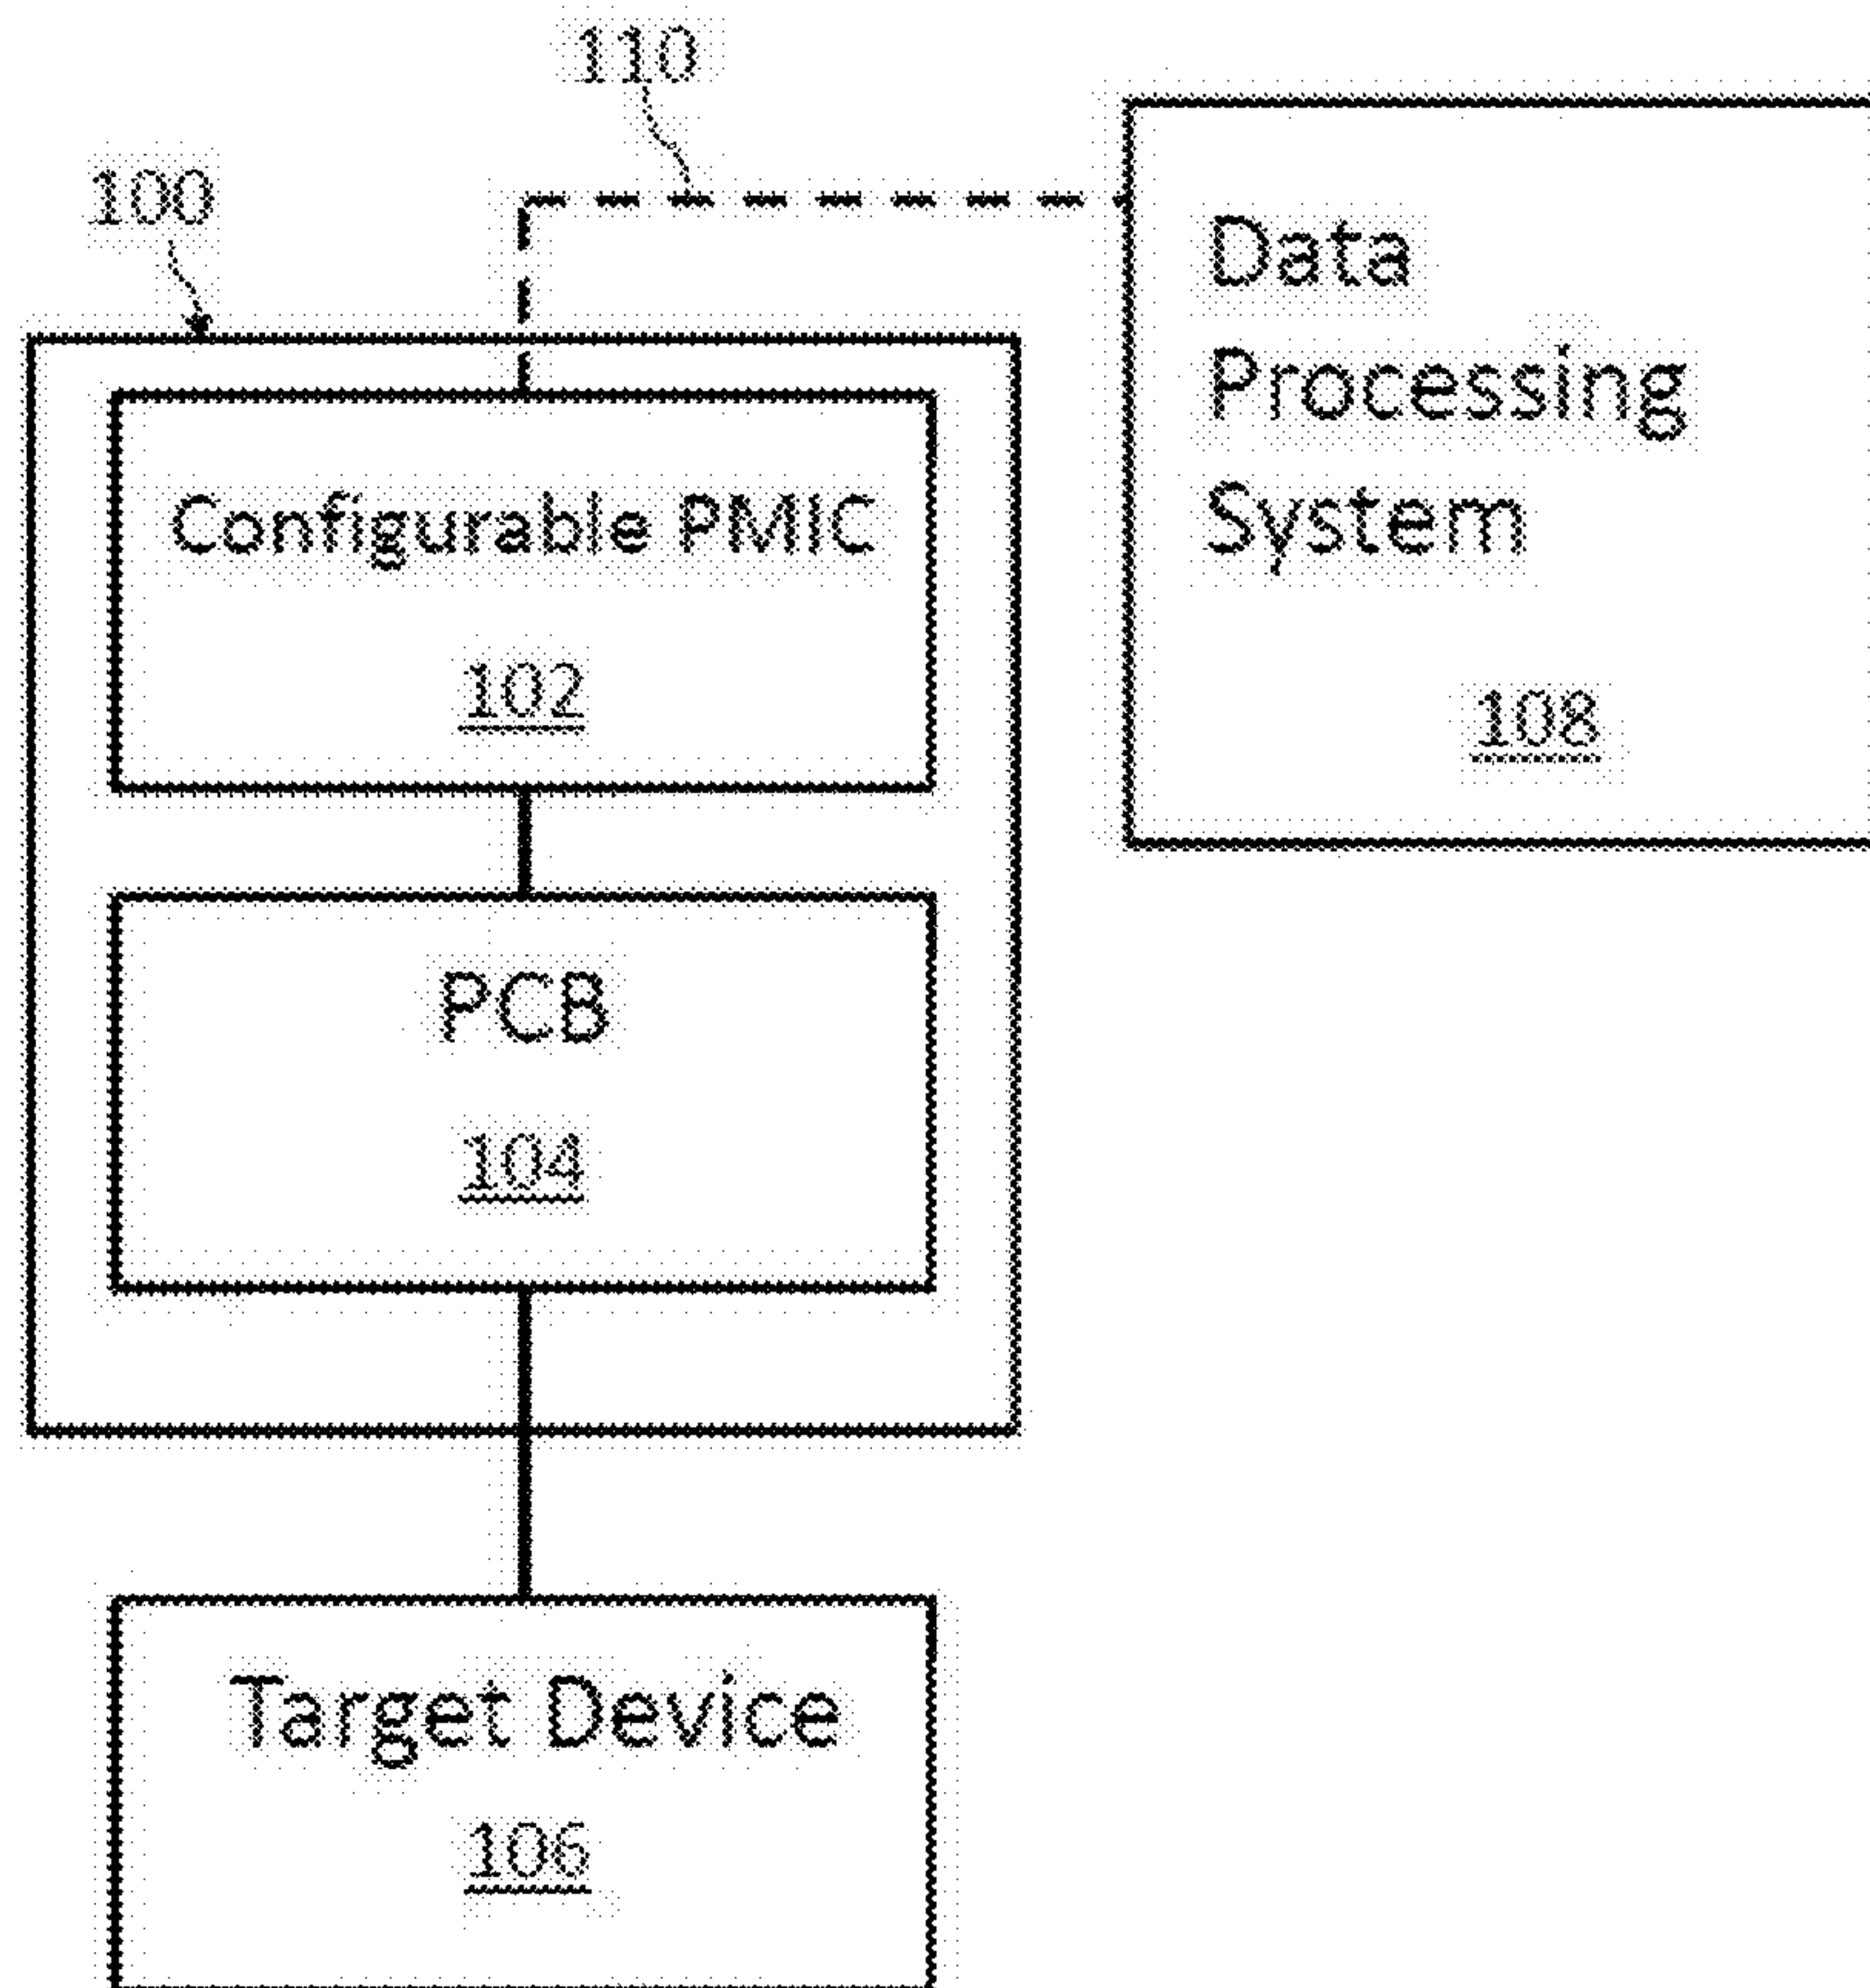 110
100
Data
Processing
System
108
Configurable PMIC
102
PCB
104
Target Device
106